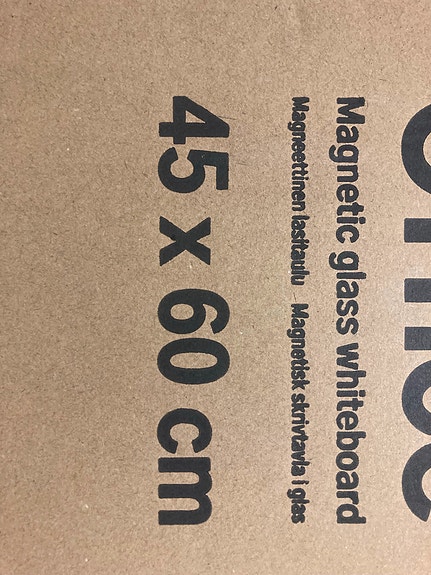 Magnetic glass whiteboard
Magneettinen lasitaulu Magnetisk skrivtavla i glas
45 x 60 cm